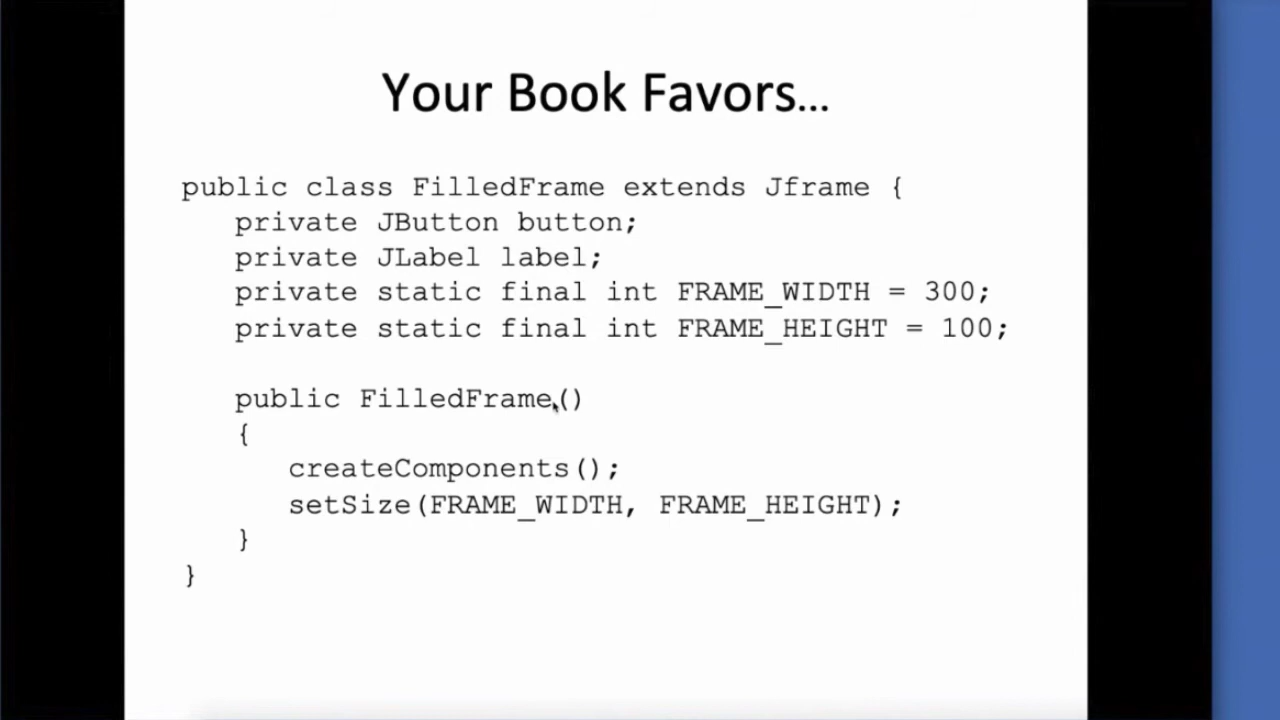 Your Book Favors...
public class FilledFrame extends Jframe {
private JButton button;
private JLabel label;
private static final int FRAME_WIDTH = 300;
private static final int FRAME_HEIGHT = 100;
public FilledFrame()
{
createComponents();
setSize(FRAME_WIDTH, FRAME_HEIGHT);
}
}